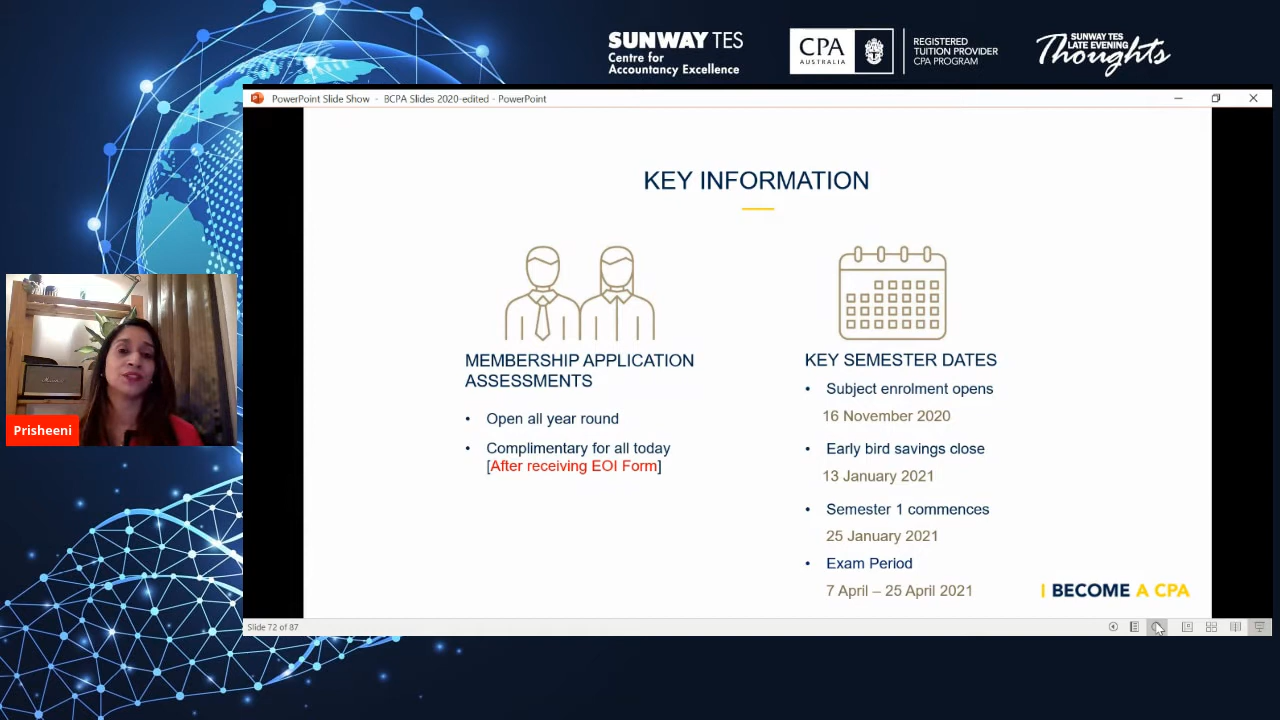 SUNWAY TES
Centre for
Accountancy Excellence
CPA
AUSTRALIA
REGISTERED
TUITION PROVIDER
CPA PROGRAM
SUNWAY TES
LATE EVENING
Thoughts
PowerPoint Slide Show - BCPA Slides 2020-edited - PowerPoint
KEY INFORMATION
MEMBERSHIP APPLICATION
ASSESSMENTS
• Open all year round
• Complimentary for all today
[After receiving EOI Form]
KEY SEMESTER DATES
• Subject enrolment opens
16 November 2020
• Early bird savings close
13 January 2021
• Semester 1 commences
25 January 2021
• Exam Period
7 April – 25 April 2021
I BECOME A CPA
Prisheeni
Slide 72 of 87